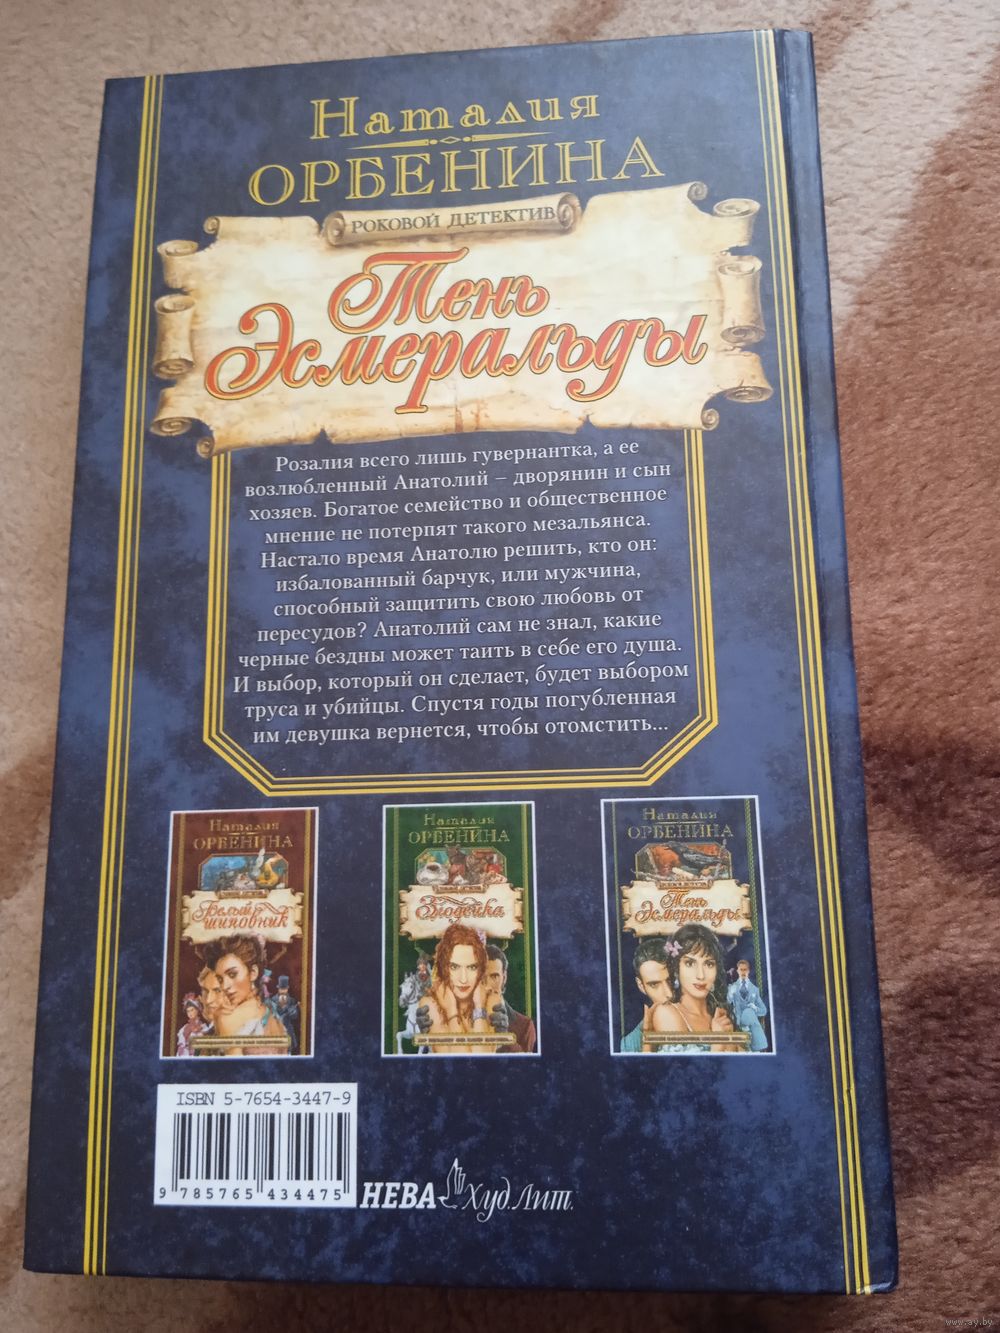 Наталия
ОРБЕНИНА
РОКОВОЙ ДЕТЕКТИВ
Тень
Эсмеральды
Розалия всего лишь гувернантка, а ее
возлюбленный Анатолий – дворянин и сын
хозяев. Богатое семейство и общественное
мнение не потерпят такого мезальянса.
Настало время Анатолю решить, кто он:
избалованный барчук, или мужчина,
способный защитить свою любовь от
пересудов? Анатолий сам не знал, какие
черные бездны может таить в себе его душа.
И выбор, который он сделает, будет выбором
труса и убийцы. Спустя годы погубленная
им девушка вернется, чтобы отомстить...
Наталия
ОРБЕНИНА
Белый
шиповник
Наталия
ОРБЕНИНА
Злодейка
Наталия
ОРБЕНИНА
Тень
Эсмеральды
ISBN 5-7654-3447-9
9 785765 434475
НЕВА Худ.Лит.
www.ay.by